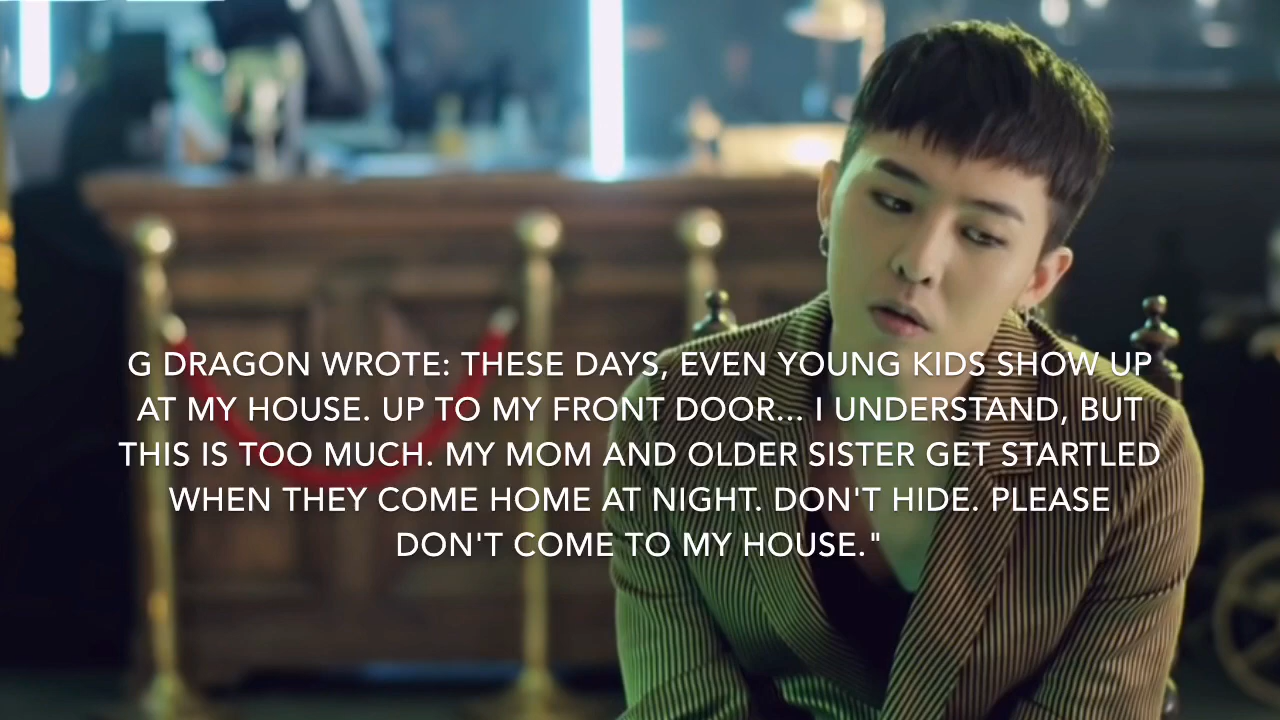 G DRAGON WROTE: THESE DAYS, EVEN YOUNG KIDS SHOW UP
AT MY HOUSE. UP TO MY FRONT DOOR... I UNDERSTAND, BUT
THIS IS TOO MUCH. MY MOM AND OLDER SISTER GET STARTLED
WHEN THEY COME HOME AT NIGHT. DON'T HIDE. PLEASE
DON'T COME TO MY HOUSE."